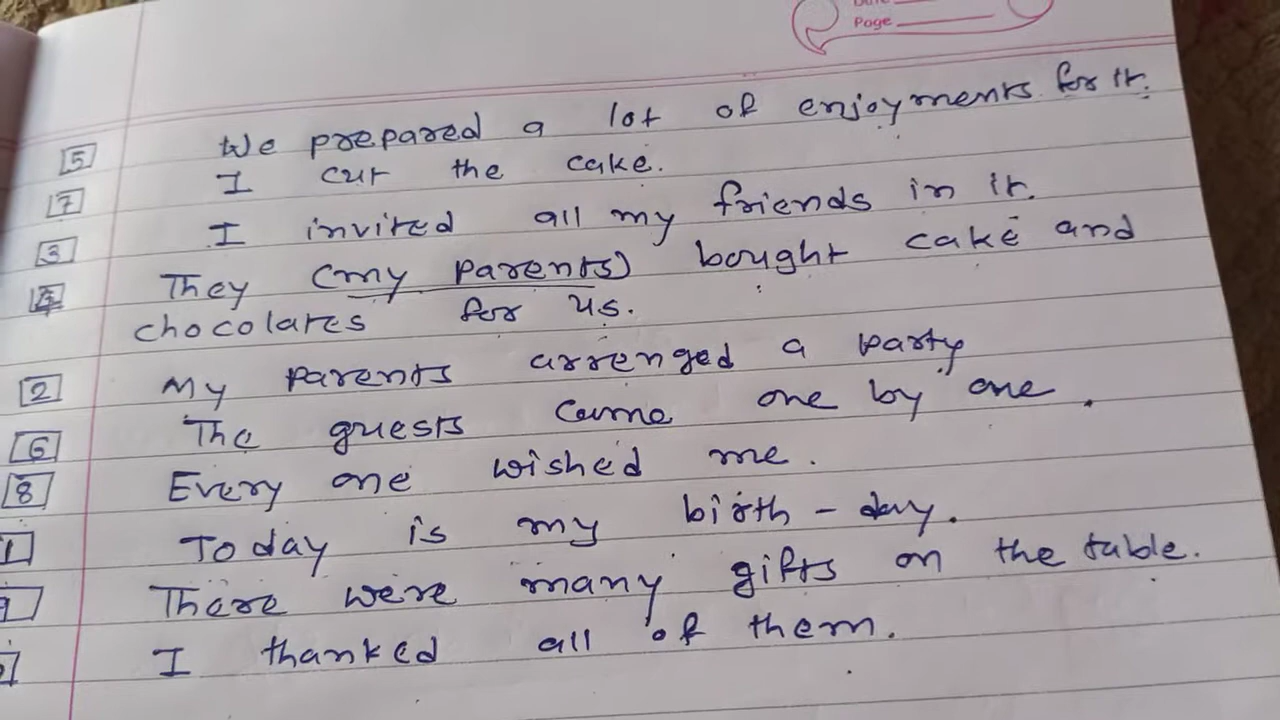 Page
5 We prepared a lot of enjoyments for it.
7 I cut the cake.
3 I invited all my friends in it.
4 They (my parents) bought cake and
chocolates for us.
2 My parents arrenged a party
6 The guests came one by one.
8 Every one wished me.
1 Today is my birth-day.
9 There were many gifts on the table.
I thanked all of them.